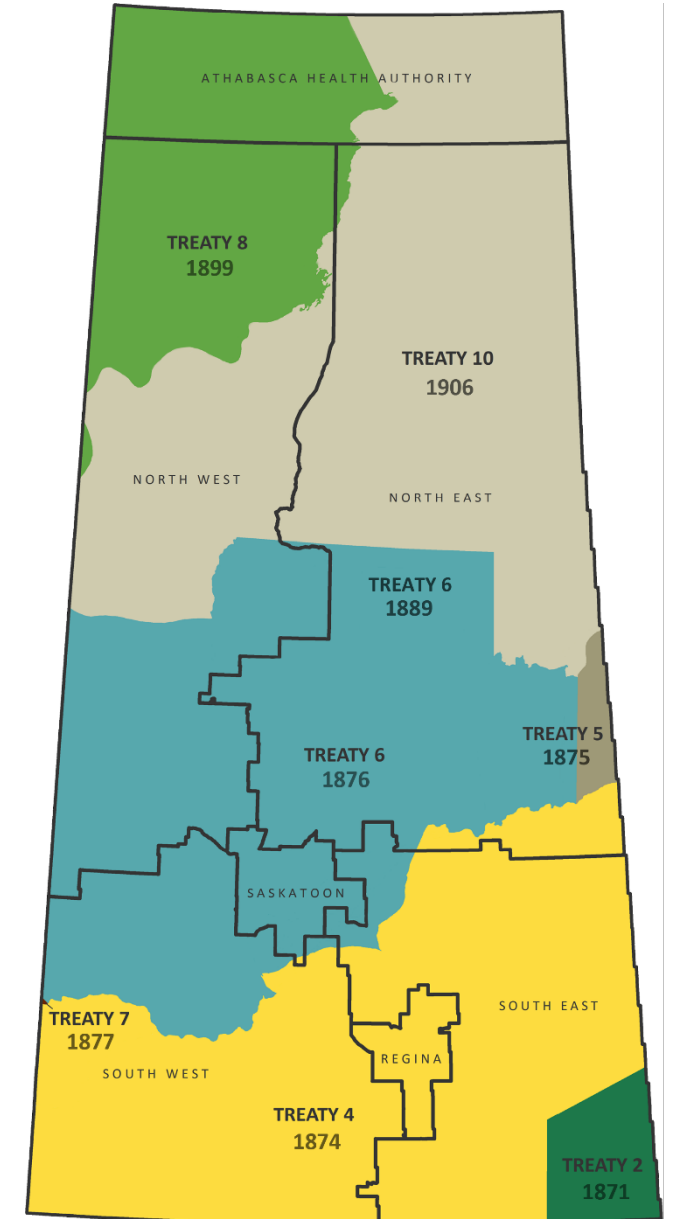 ATHABASCA HEALTH AUTHORITY
TREATY 8
1899
TREATY 10
1906
NORTH WEST
NORTH EAST
TREATY 6
1889
TREATY 5
1875
TREATY 6
1876
SASKATOON
SOUTH EAST
TREATY 7
1877
REGINA
SOUTH WEST
TREATY 4
1874
TREATY 2
1871